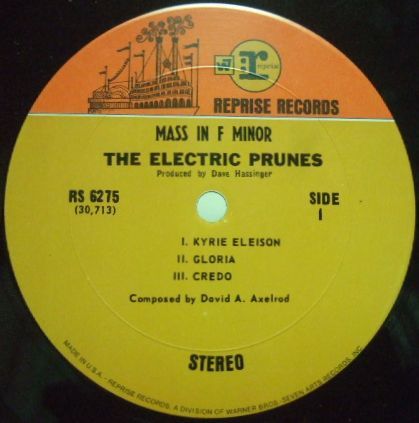 W7 r reprise
REPRISE RECORDS
MASS IN F MINOR
THE ELECTRIC PRUNES
Produced by Dave Hassinger
RS 6275
(30,713)
SIDE
1
I. KYRIE ELEISON
II. GLORIA
III. CREDO
Composed by David A. Axelrod
STEREO
MADE IN U.S.A. - REPRISE RECORDS, A DIVISION OF WARNER BROS.-SEVEN ARTS RECORDS, INC.